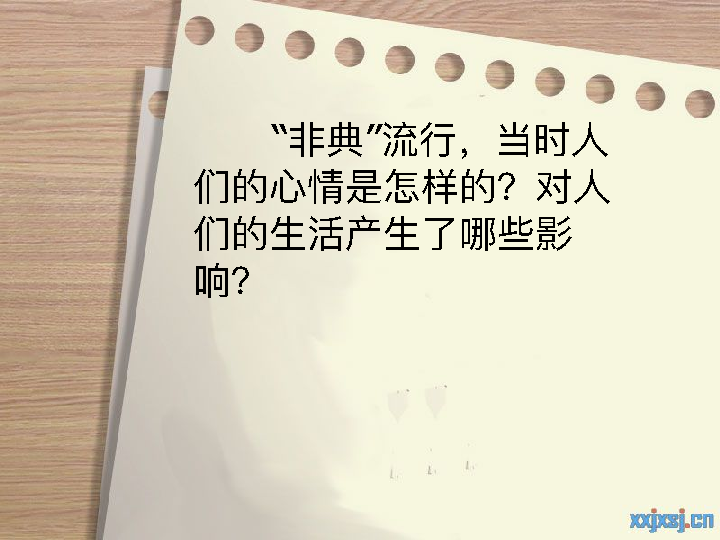 “非典”流行，当时人
们的心情是怎样的？对人
们的生活产生了哪些影
响？
xxjxsj.cn